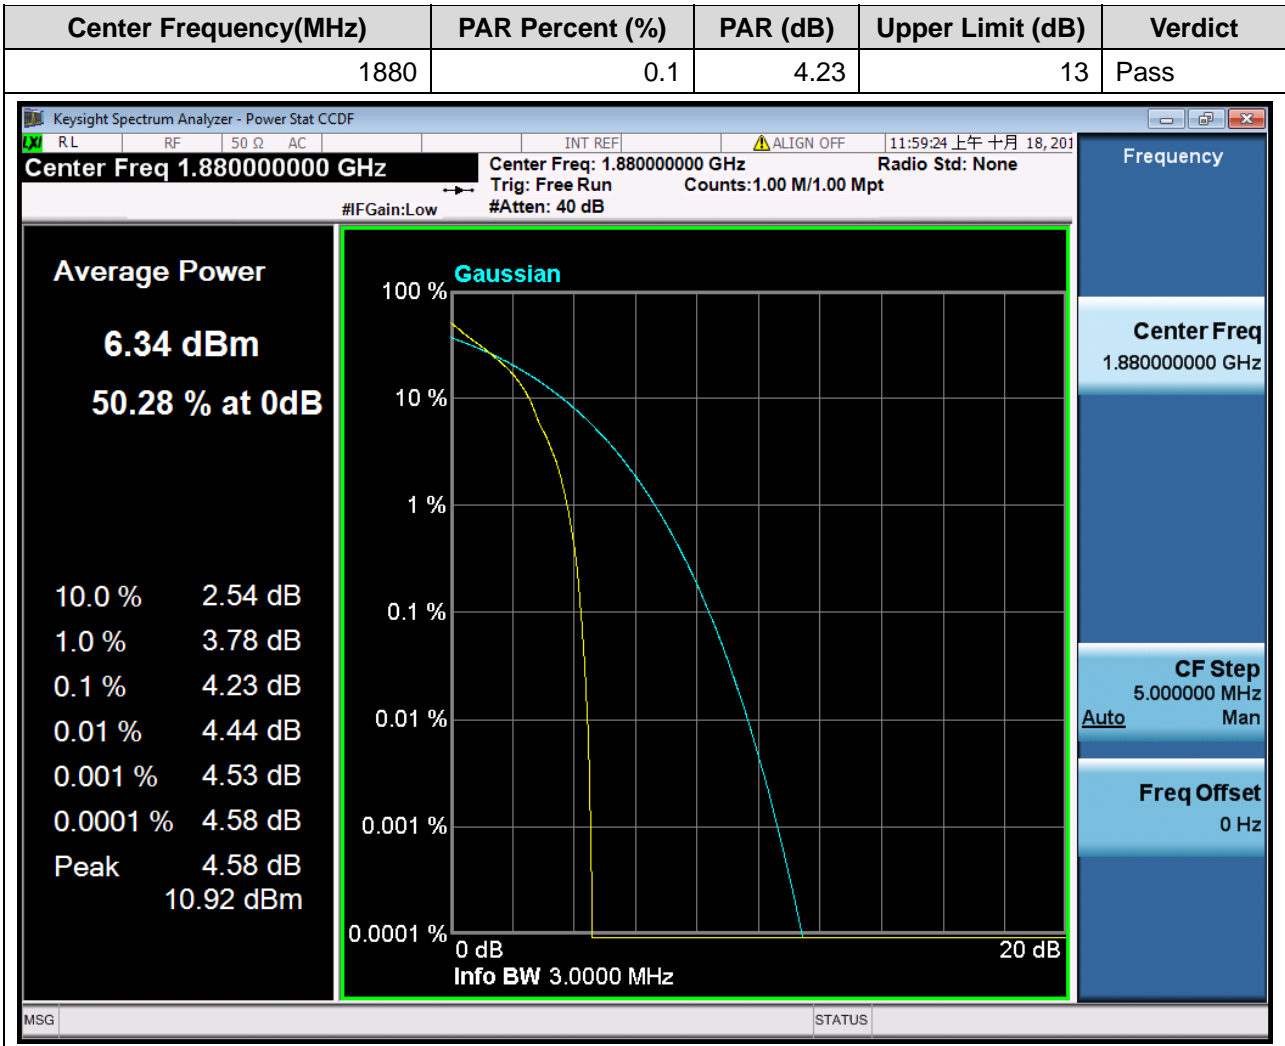 Center Frequency(MHz) PAR Percent (%) PAR (dB) Upper Limit (dB) Verdict
1880 0.1 4.23 13 Pass
Keysight Spectrum Analyzer - Power Stat CCDF
LXI RL RF 50 Ω AC INT REF ALIGN OFF 11:59:24 上午 十月 18, 201
Center Freq 1.880000000 GHz
Center Freq: 1.880000000 GHz Radio Std: None
Trig: Free Run Counts:1.00 M/1.00 Mpt
#IFGain:Low #Atten: 40 dB
Average Power
6.34 dBm
50.28 % at 0dB
10.0 % 2.54 dB
1.0 % 3.78 dB
0.1 % 4.23 dB
0.01 % 4.44 dB
0.001 % 4.53 dB
0.0001 % 4.58 dB
Peak 4.58 dB
10.92 dBm
Gaussian
100 %
10 %
1 %
0.1 %
0.01 %
0.001 %
0.0001 %
0 dB 20 dB
Info BW 3.0000 MHz
Frequency
Center Freq
1.880000000 GHz
CF Step
5.000000 MHz
Auto Man
Freq Offset
0 Hz
MSG STATUS